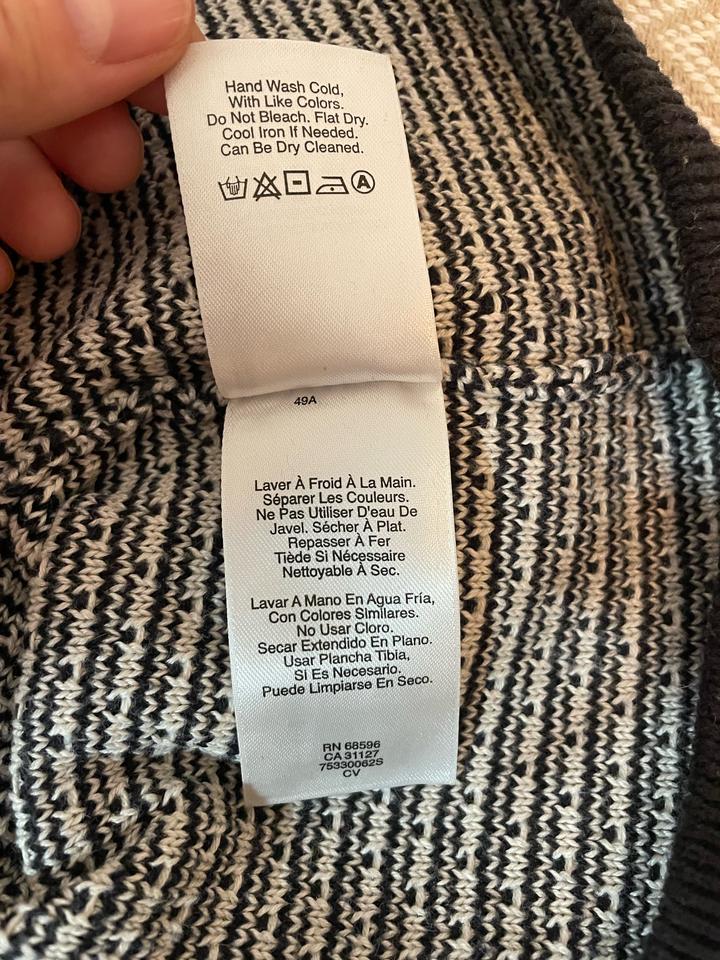 Hand Wash Cold,
With Like Colors.
Do Not Bleach. Flat Dry.
Cool Iron If Needed.
Can Be Dry Cleaned.
A
49A
Laver À Froid À La Main.
Séparer Les Couleurs.
Ne Pas Utiliser D'eau De
Javel. Sécher À Plat.
Repasser À Fer
Tiède Si Nécessaire
Nettoyable À Sec.
Lavar A Mano En Agua Fría,
Con Colores Similares.
No Usar Cloro.
Secar Extendido En Plano.
Usar Plancha Tibia,
Si Es Necesario.
Puede Limpiarse En Seco.
RN 68596
CA 31127
75330062S
CV